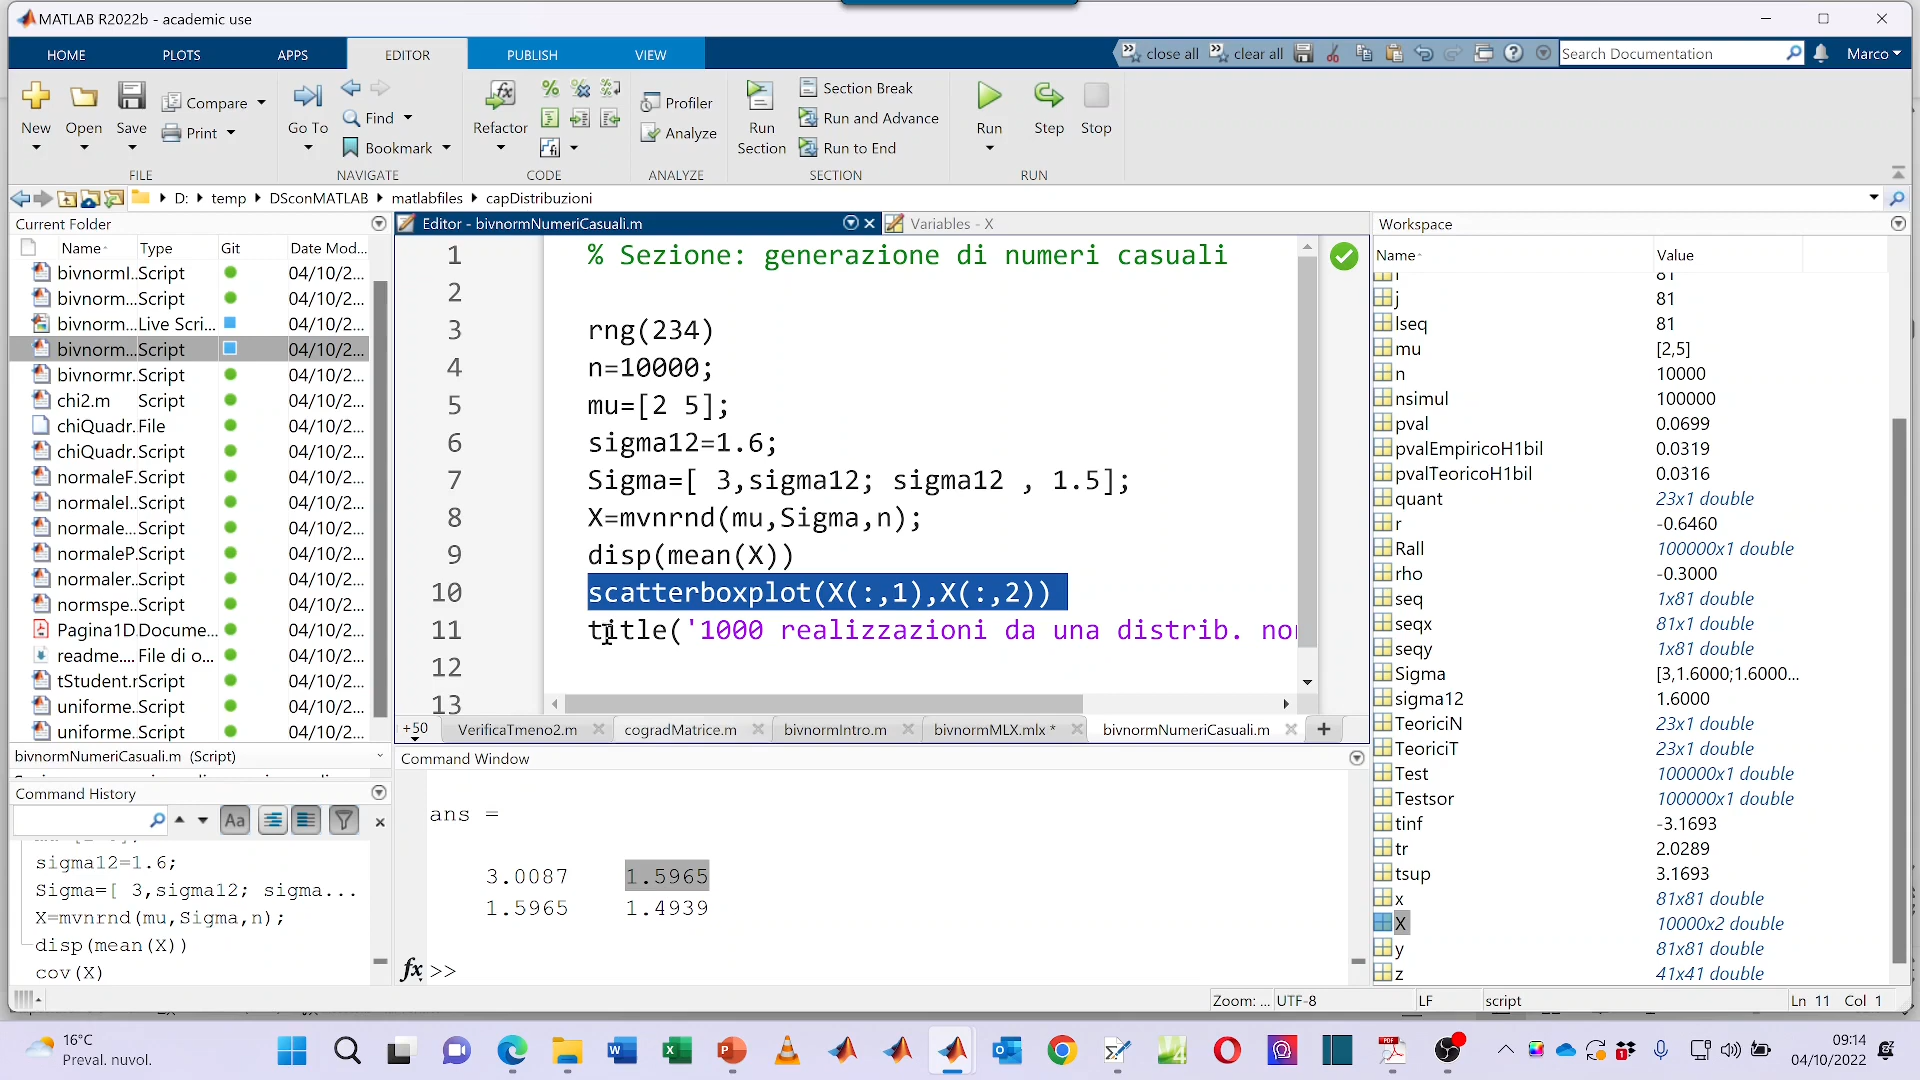 MATLAB R2022b - academic use
HOME PLOTS APPS EDITOR PUBLISH VIEW close all clear all Search Documentation Marco
New Open Save Compare Print Go To Find Bookmark Refactor Profiler Analyze Run Section Section Break Run and Advance Run to End Run Step Stop
FILE NAVIGATE CODE ANALYZE SECTION RUN
D: temp DSconMATLAB matlabfiles capDistribuzioni
Current Folder
Name Type Git Date Mod...
bivnormI..Script 04/10/2...
bivnorm...Script 04/10/2...
bivnorm...Live Scri... 04/10/2...
bivnorm...Script 04/10/2...
bivnormr.Script 04/10/2...
chi2.m Script 04/10/2...
chiQuadr.File 04/10/2...
chiQuadr.Script 04/10/2...
normaleF.Script 04/10/2...
normaleI..Script 04/10/2...
normale...Script 04/10/2...
normaleP.Script 04/10/2...
normaler.Script 04/10/2...
normspe...Script 04/10/2...
Pagina1D.Docume... 04/10/2...
readme....File di o... 04/10/2...
tStudent.rScript 04/10/2...
uniforme.Script 04/10/2...
uniforme.Script 04/10/2...
bivnormNumeriCasuali.m (Script)
Command History
sigma12=1.6;
Sigma=[ 3,sigma12; sigma...
X=mvnrnd(mu,Sigma,n);
disp(mean(X))
cov(X)
Editor - bivnormNumeriCasuali.m Variables - X
1 % Sezione: generazione di numeri casuali
2
3 rng(234)
4 n=10000;
5 mu=[2 5];
6 sigma12=1.6;
7 Sigma=[ 3,sigma12; sigma12 , 1.5];
8 X=mvnrnd(mu,Sigma,n);
9 disp(mean(X))
10 scatterboxplot(X(:,1),X(:,2))
11 title('1000 realizzazioni da una distrib. nor
12
13
+50 VerificaTmeno2.m cogradMatrice.m bivnormIntro.m bivnormMLX.mlx * bivnormNumeriCasuali.m
Command Window
ans =
3.0087 1.5965
1.5965 1.4939
fx >>
Workspace
Name Value
j 81
lseq 81
mu [2,5]
n 10000
nsimul 100000
pval 0.0699
pvalEmpiricoH1bil 0.0319
pvalTeoricoH1bil 0.0316
quant 23x1 double
r -0.6460
Rall 100000x1 double
rho -0.3000
seq 1x81 double
seqx 81x1 double
seqy 1x81 double
Sigma [3,1.6000;1.6000...
sigma12 1.6000
TeoriciN 23x1 double
TeoriciT 23x1 double
Test 100000x1 double
Testsor 100000x1 double
tinf -3.1693
tr 2.0289
tsup 3.1693
x 81x81 double
X 10000x2 double
y 81x81 double
z 41x41 double
Zoom: ... UTF-8 LF script Ln 11 Col 1
16°C
Preval. nuvol.
09:14
04/10/2022